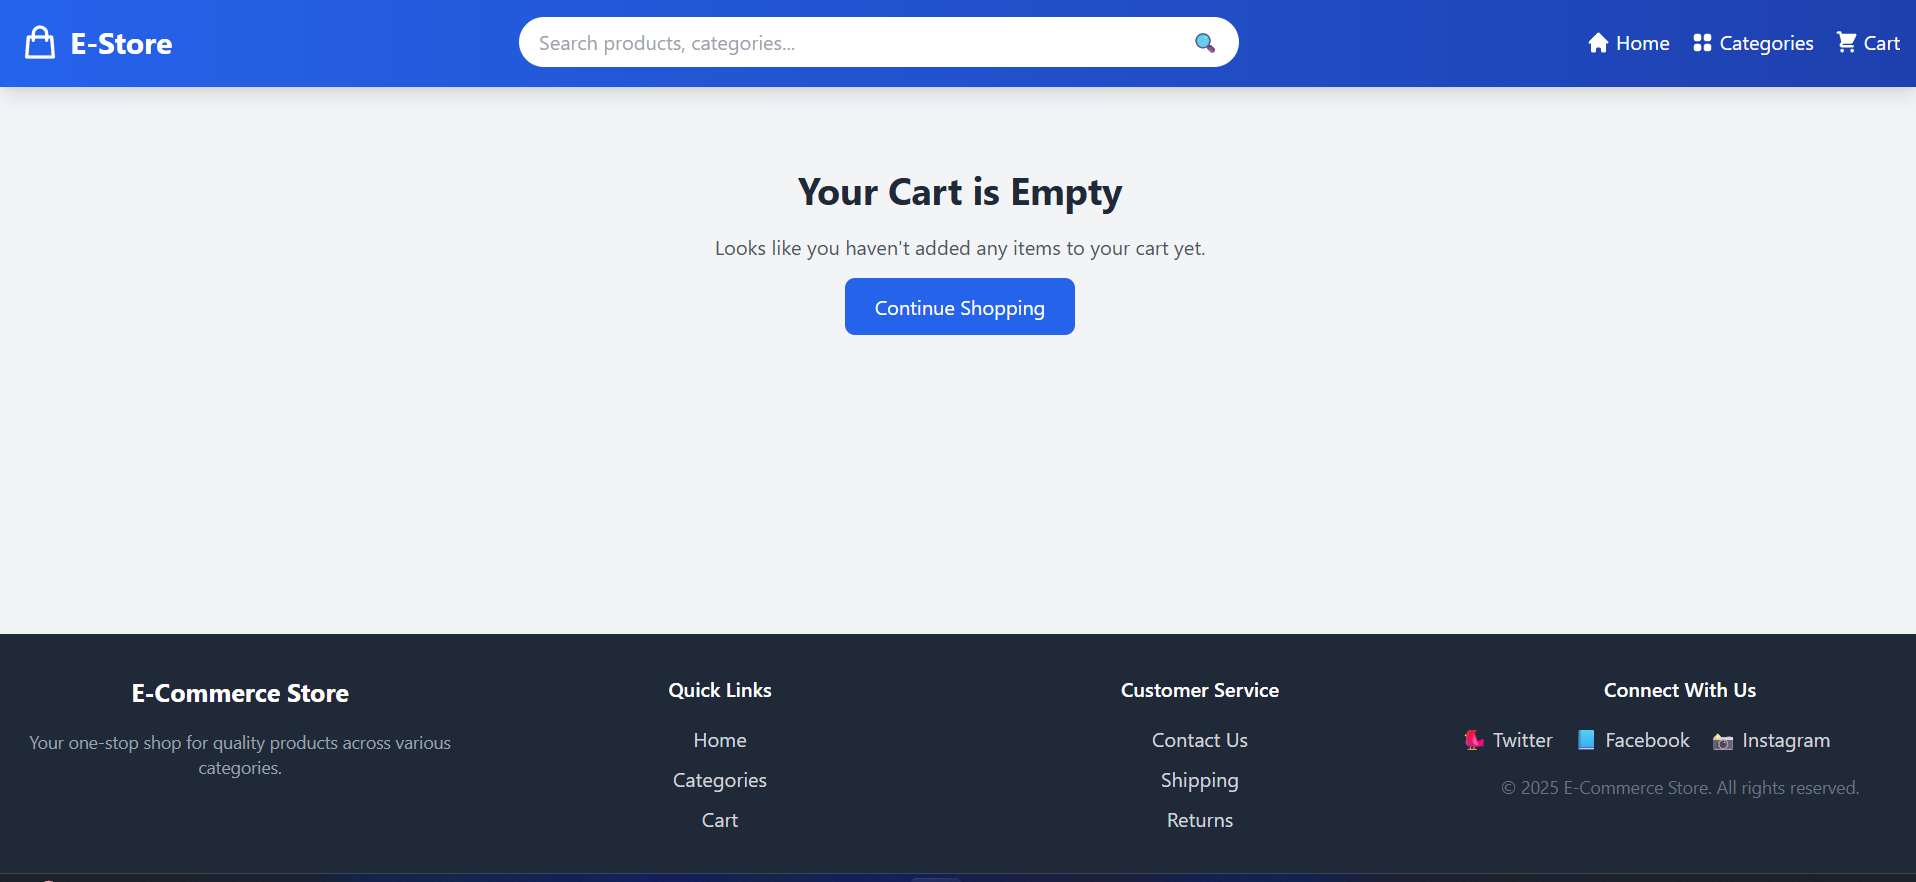 E-Store
Search products, categories...
Home
Categories
Cart
Your Cart is Empty
Looks like you haven't added any items to your cart yet.
Continue Shopping
E-Commerce Store
Your one-stop shop for quality products across various
categories.
Quick Links
Home
Categories
Cart
Customer Service
Contact Us
Shipping
Returns
Connect With Us
Twitter
Facebook
Instagram
© 2025 E-Commerce Store. All rights reserved.